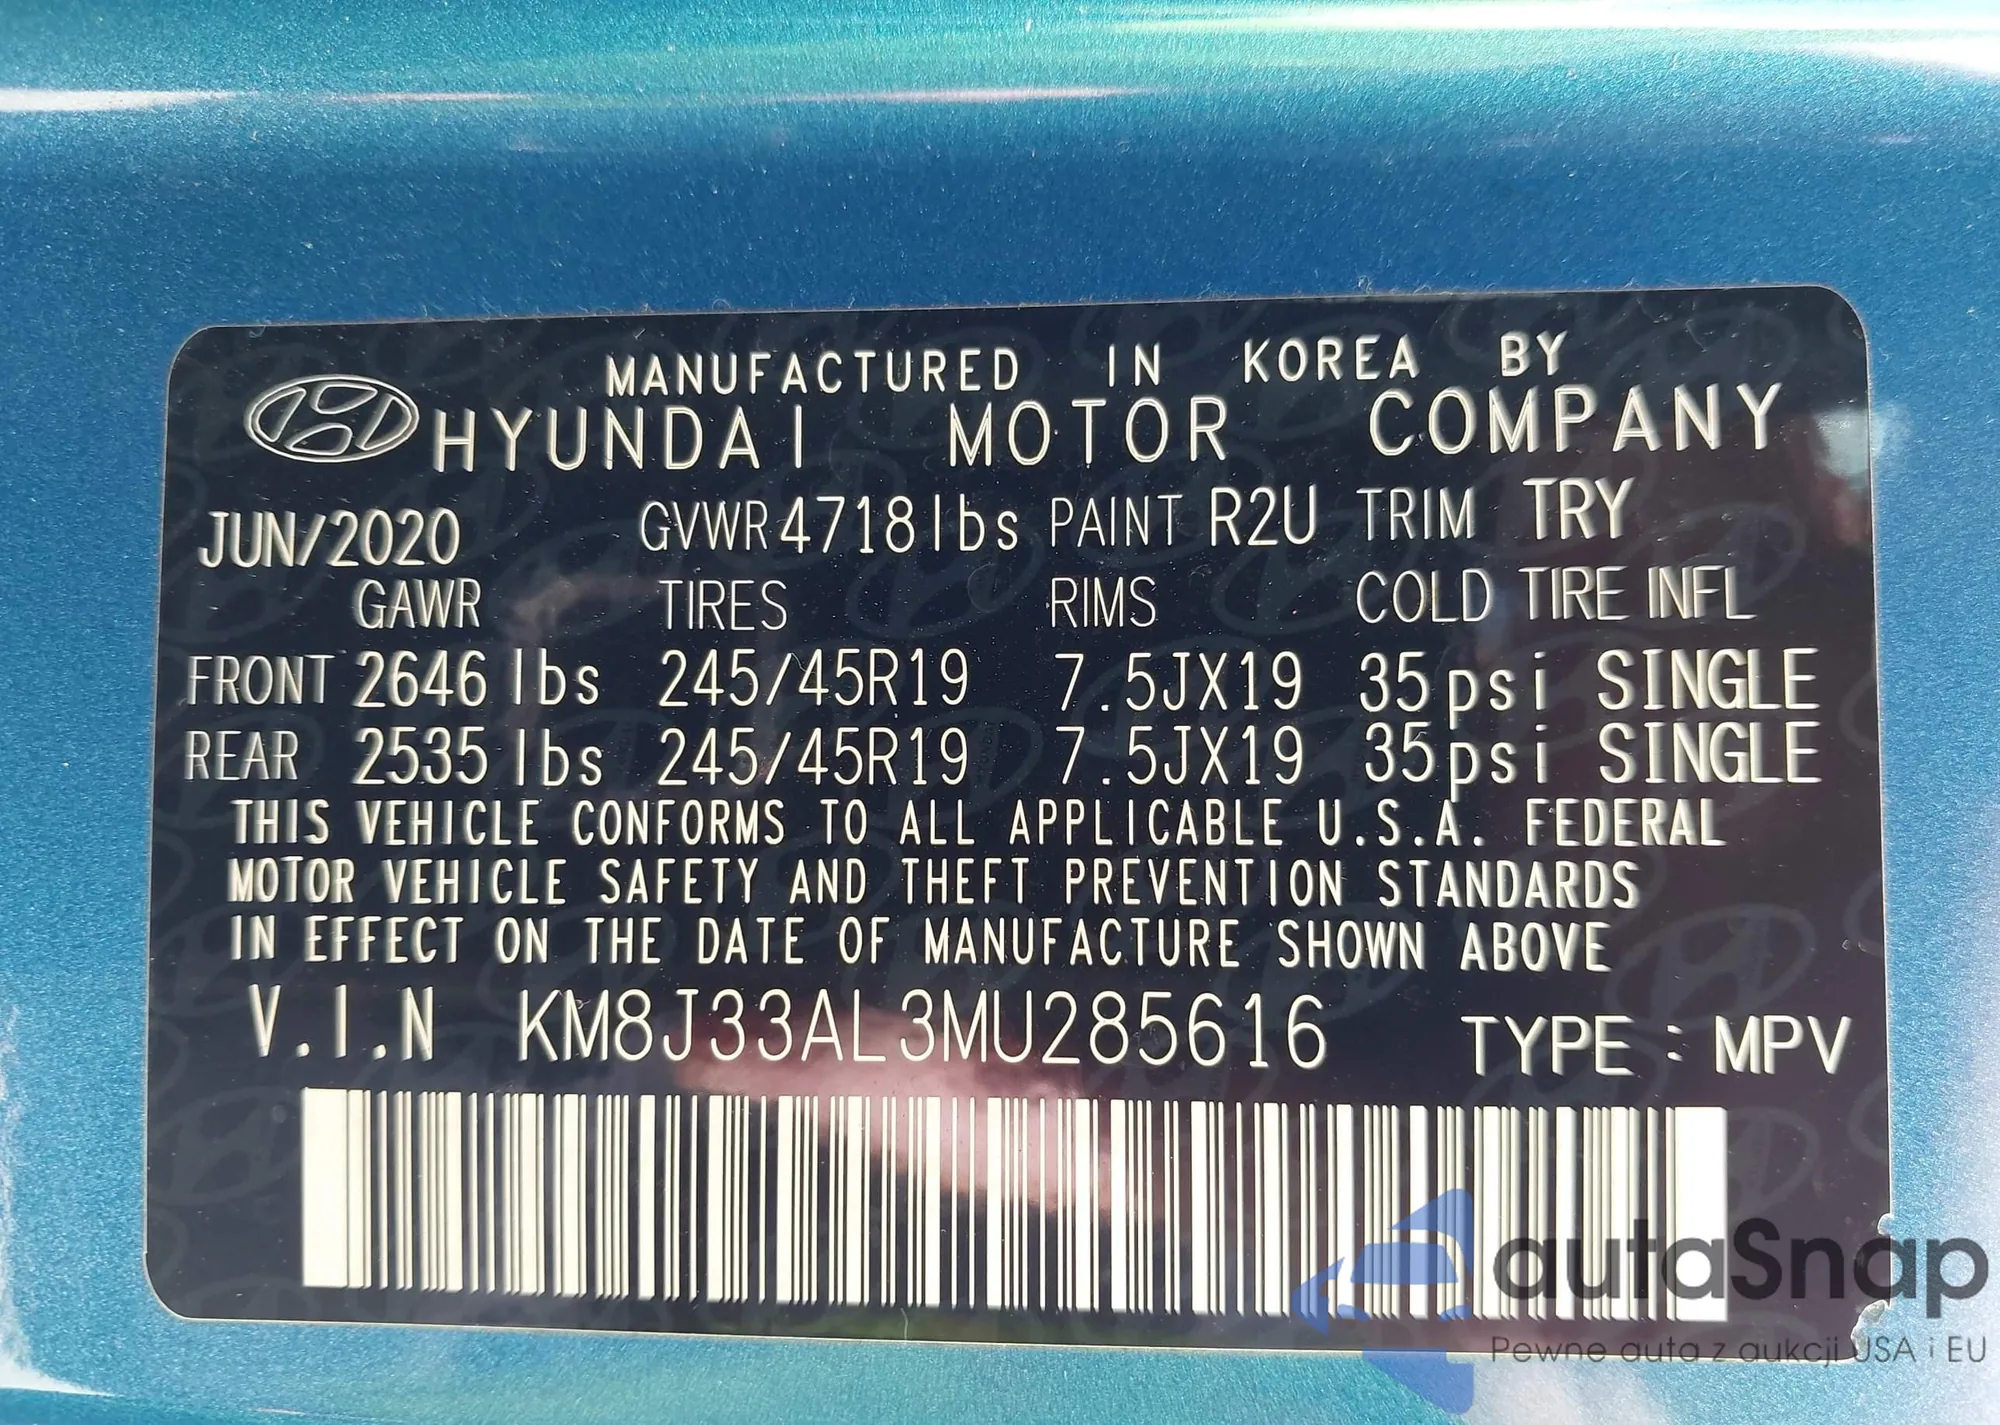 MANUFACTURED IN KOREA BY
HYUNDAI MOTOR COMPANY
JUN/2020 GVWR 4718lbs PAINT R2U TRIM TRY
GAWR TIRES RIMS COLD TIRE INFL
FRONT 2646 lbs 245/45R19 7.5JX19 35psi SINGLE
REAR 2535 lbs 245/45R19 7.5JX19 35psi SINGLE
THIS VEHICLE CONFORMS TO ALL APPLICABLE U.S.A. FEDERAL
MOTOR VEHICLE SAFETY AND THEFT PREVENTION STANDARDS
IN EFFECT ON THE DATE OF MANUFACTURE SHOWN ABOVE
V.I.N KM8J33AL3MU285616 TYPE : MPV
autaSnap
Pewne auta z aukcji USA i EU